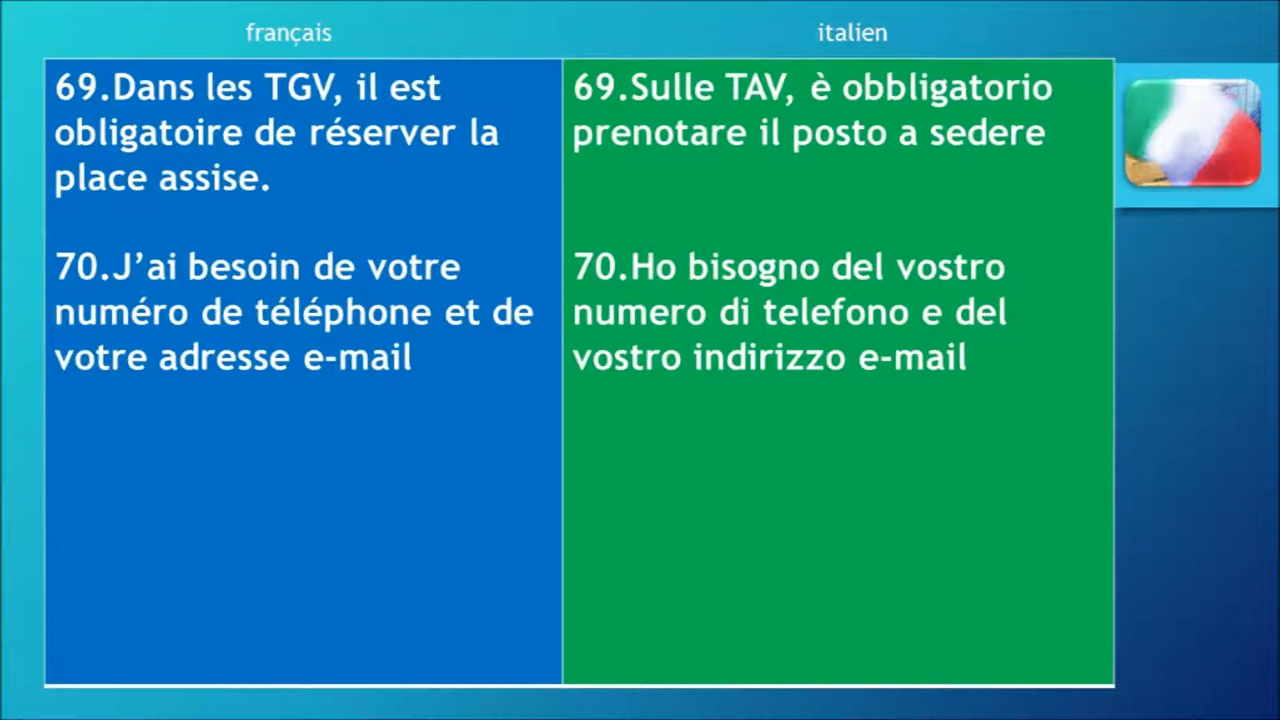 français
italien
69.Dans les TGV, il est
obligatoire de réserver la
place assise.
70.J’ai besoin de votre
numéro de téléphone et de
votre adresse e-mail
69.Sulle TAV, è obbligatorio
prenotare il posto a sedere
70.Ho bisogno del vostro
numero di telefono e del
vostro indirizzo e-mail